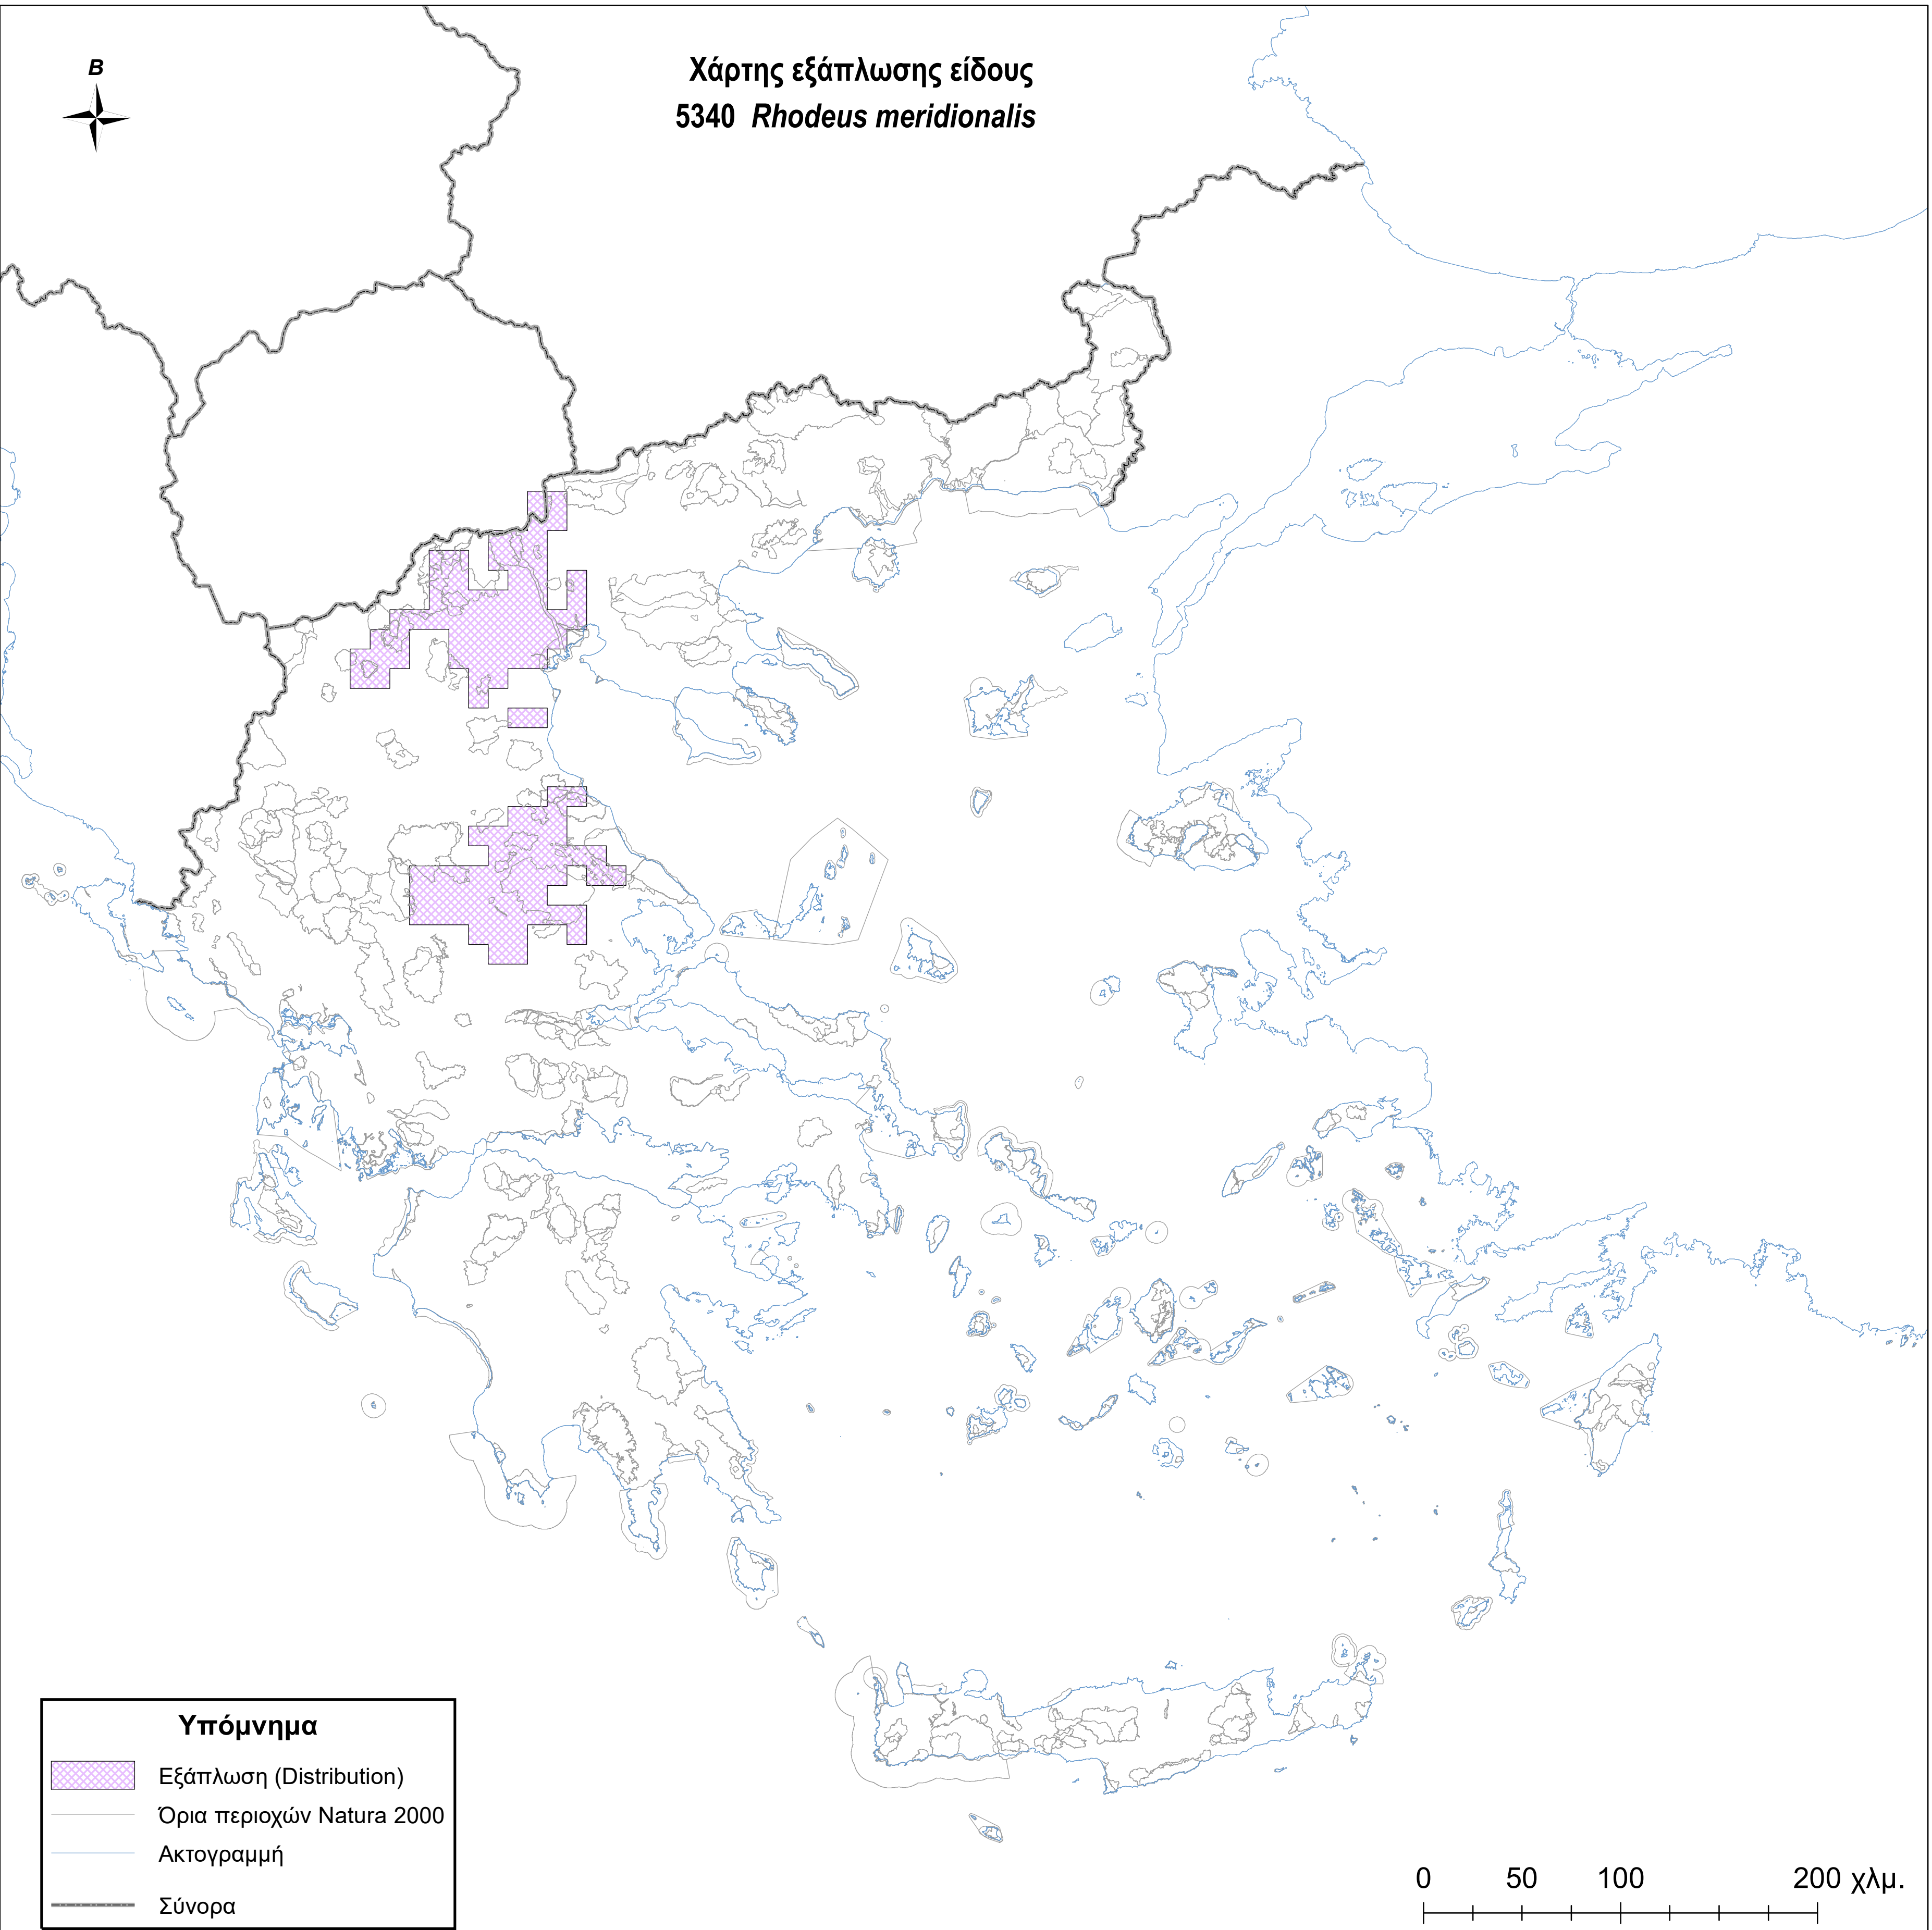 B
Χάρτης εξάπλωσης είδους
5340 Rhodeus meridionalis
Υπόμνημα
Εξάπλωση (Distribution)
Όρια περιοχών Natura 2000
Ακτογραμμή
Σύνορα
0 50 100 200 χλμ.